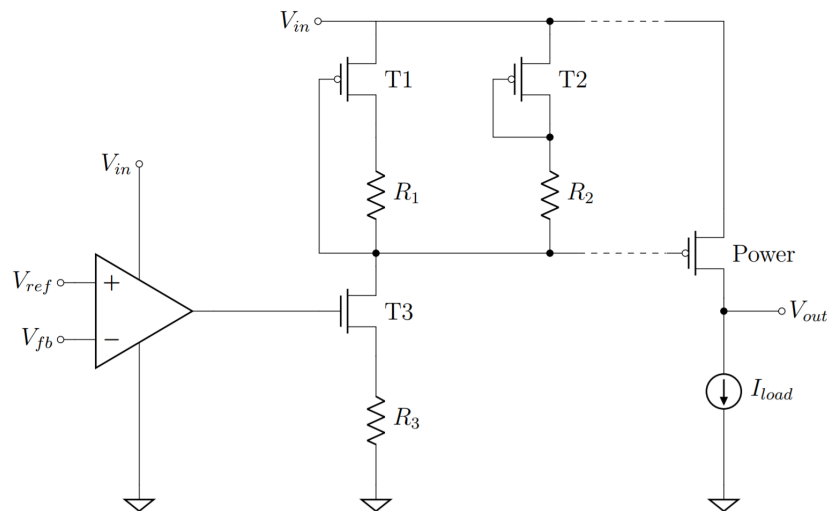 V_in
T1
T2
V_in
R_1
R_2
Power
V_ref
+
T3
V_out
V_fb
−
I_load
R_3